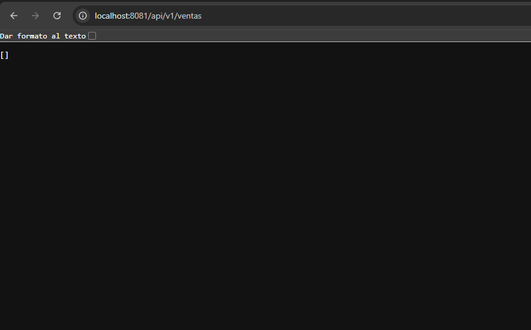 localhost:8081/api/v1/ventas
Dar formato al texto
[]